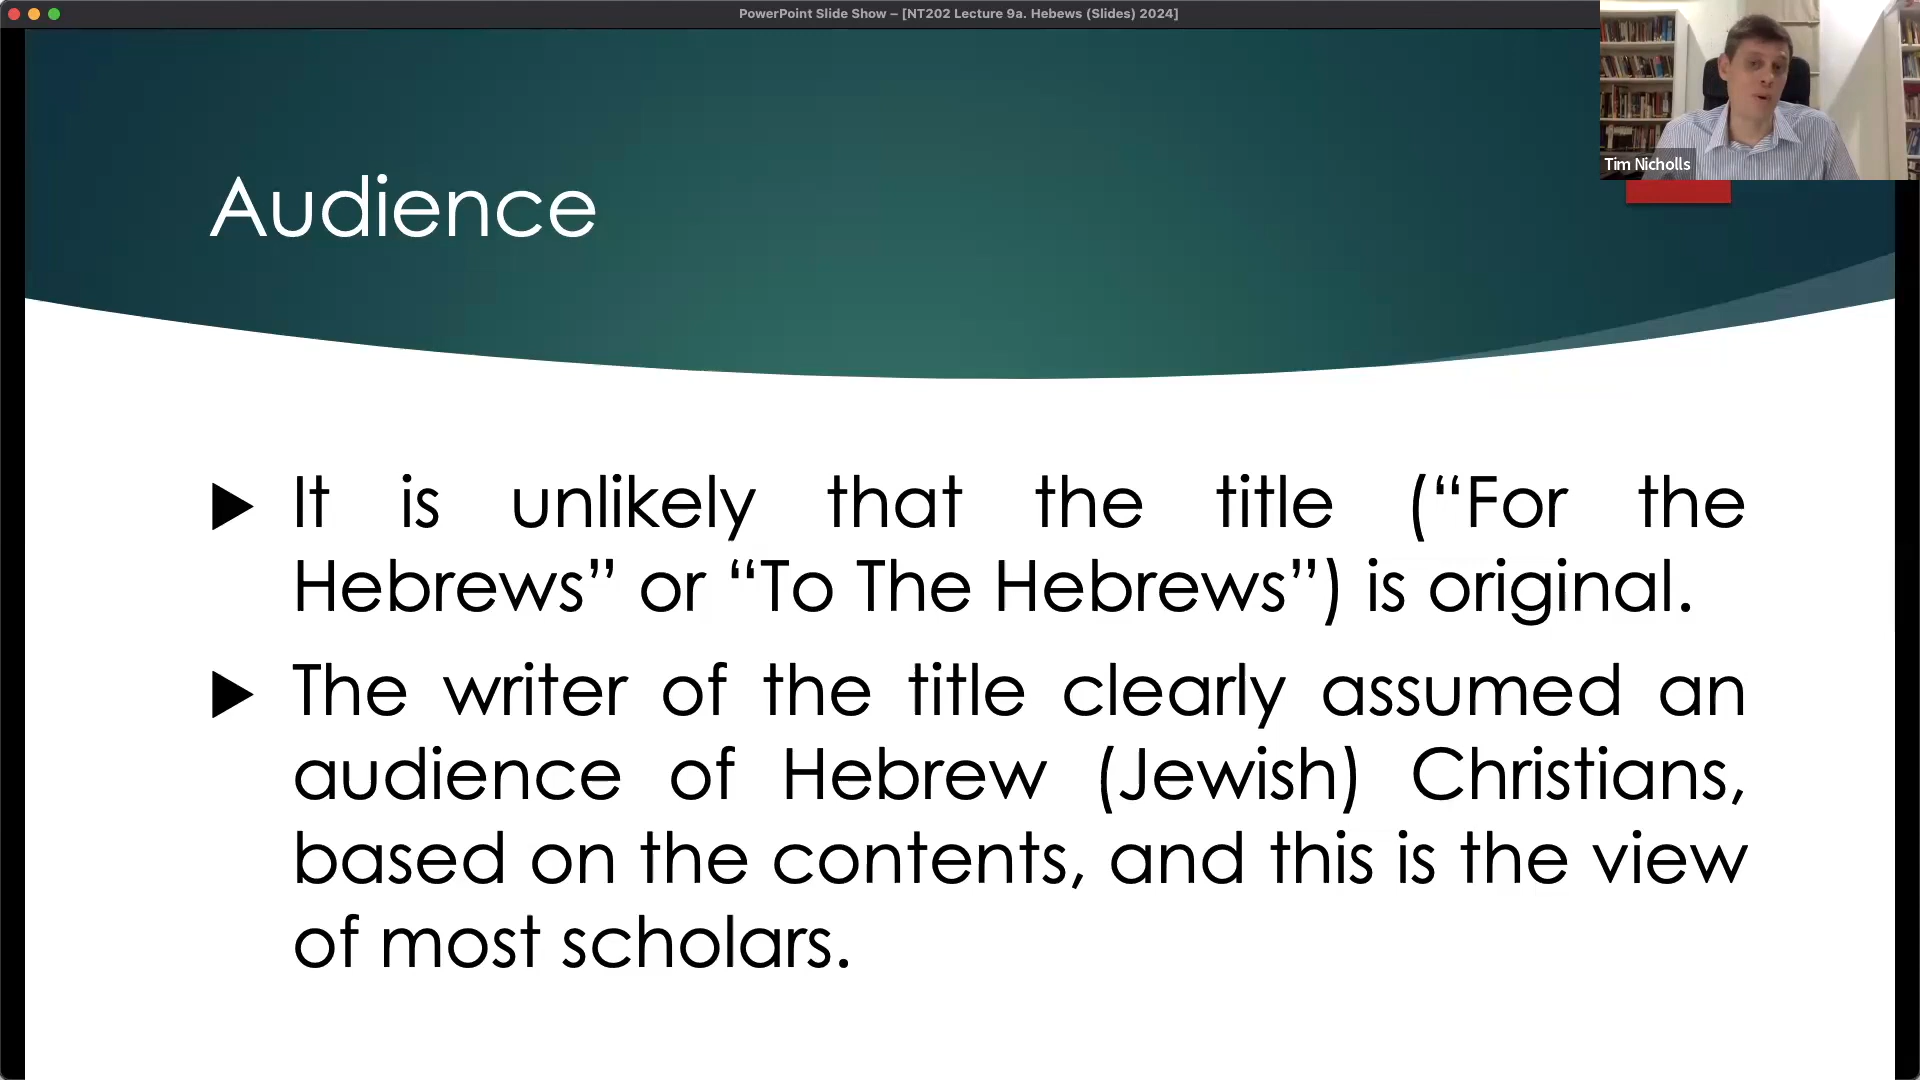 PowerPoint Slide Show – [NT202 Lecture 9a. Hebews (Slides) 2024]
Tim Nicholls
Audience
It is unlikely that the title (“For the
Hebrews” or “To The Hebrews”) is original.
The writer of the title clearly assumed an
audience of Hebrew (Jewish) Christians,
based on the contents, and this is the view
of most scholars.